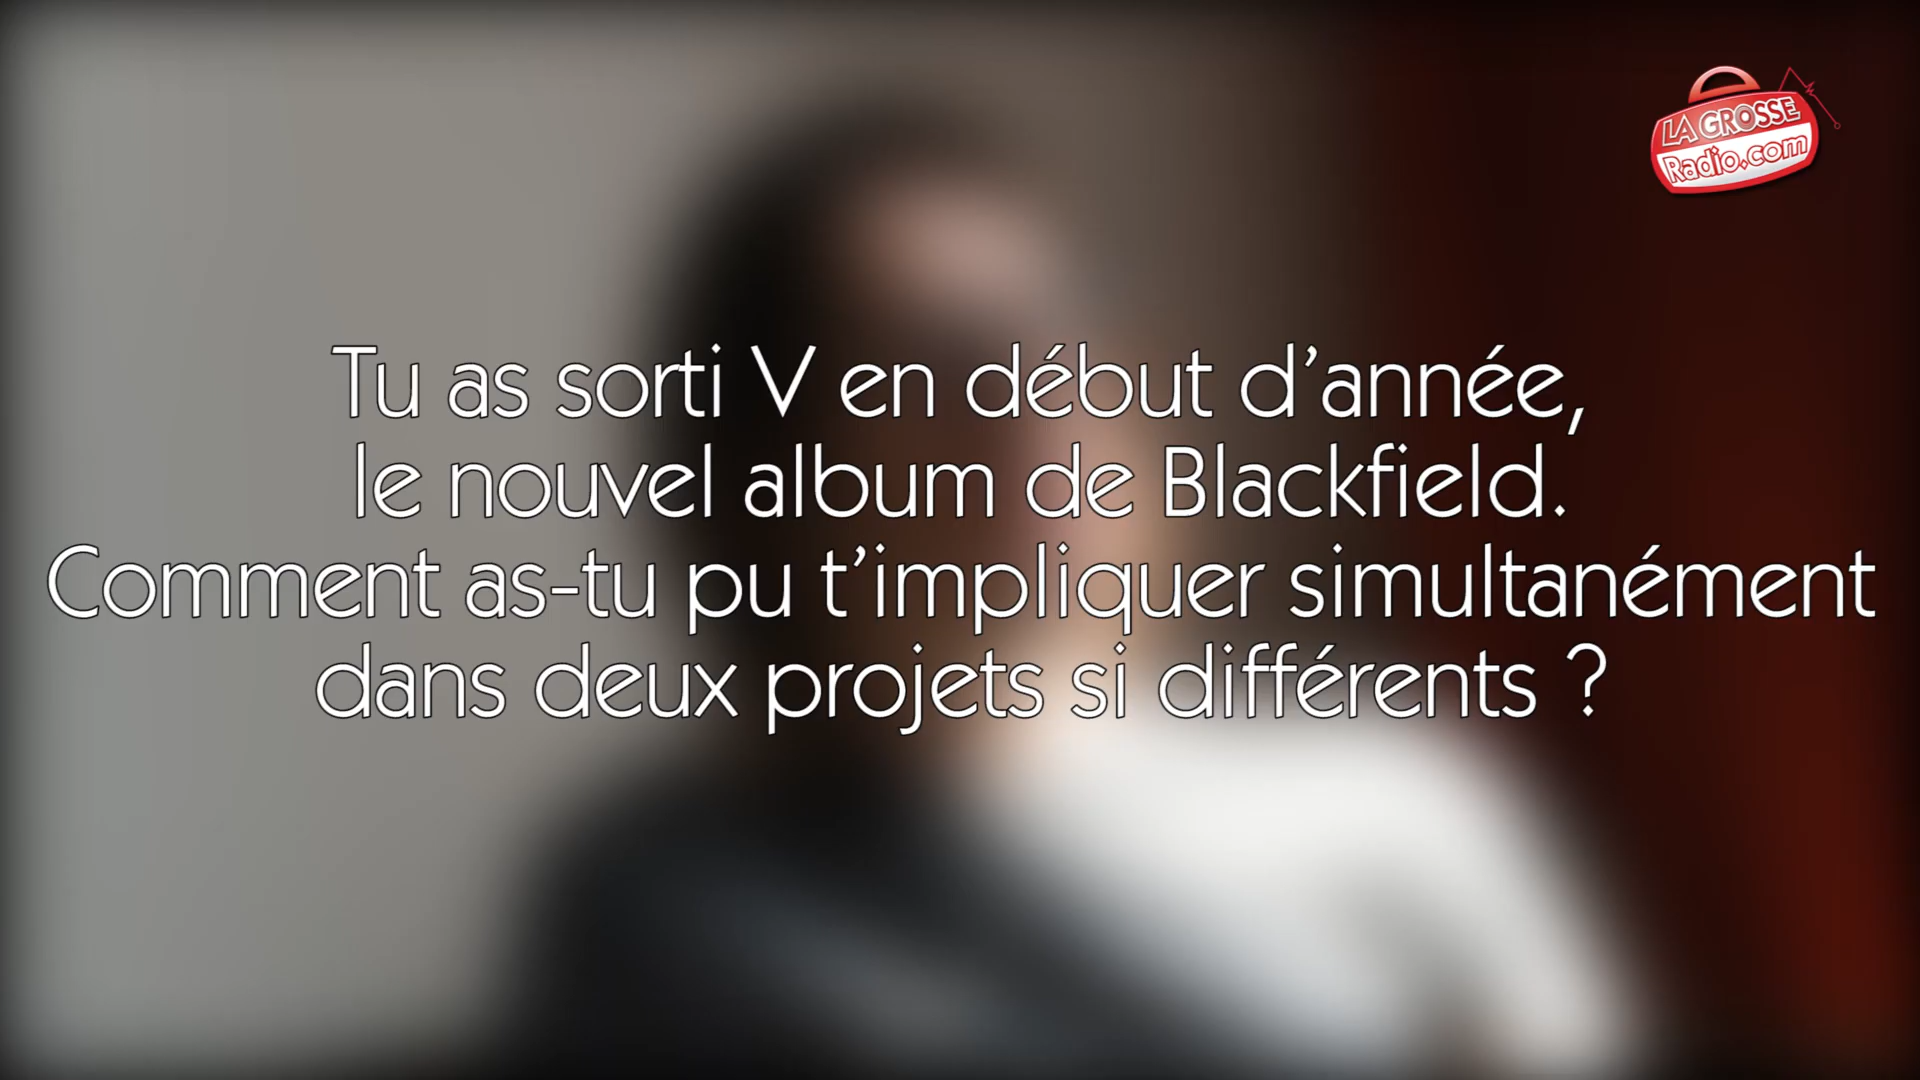 LA GROSSE
Radio.com
Tu as sorti V en début d’année,
le nouvel album de Blackfield.
Comment as-tu pu t’impliquer simultanément
dans deux projets si différents ?